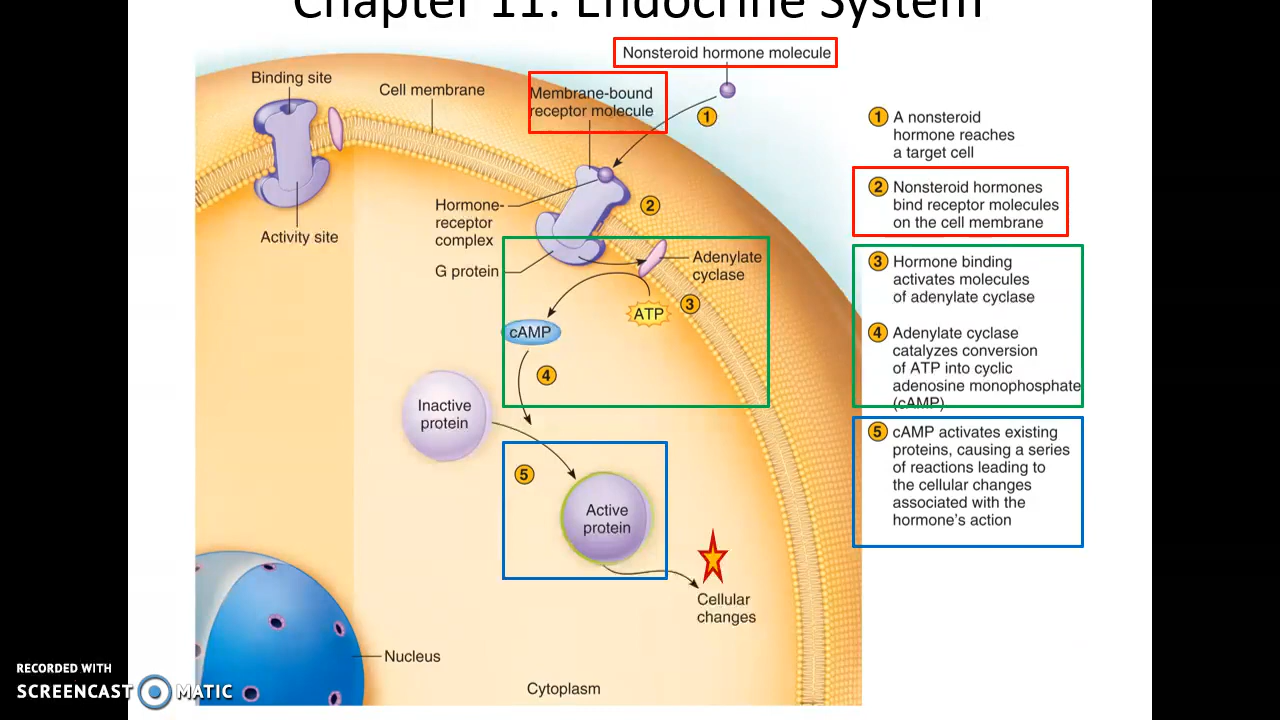 Chapter 11: Endocrine System
Nonsteroid hormone molecule
Binding site
Cell membrane
Membrane-bound
receptor molecule
1
Hormone-
receptor
complex
2
Activity site
G protein
Adenylate
cyclase
ATP
3
cAMP
4
Inactive
protein
5
Active
protein
Cellular
changes
Nucleus
Cytoplasm
1 A nonsteroid
hormone reaches
a target cell
2 Nonsteroid hormones
bind receptor molecules
on the cell membrane
3 Hormone binding
activates molecules
of adenylate cyclase
4 Adenylate cyclase
catalyzes conversion
of ATP into cyclic
adenosine monophosphate
(cAMP)
5 cAMP activates existing
proteins, causing a series
of reactions leading to
the cellular changes
associated with the
hormone's action
RECORDED WITH
SCREENCAST MATIC